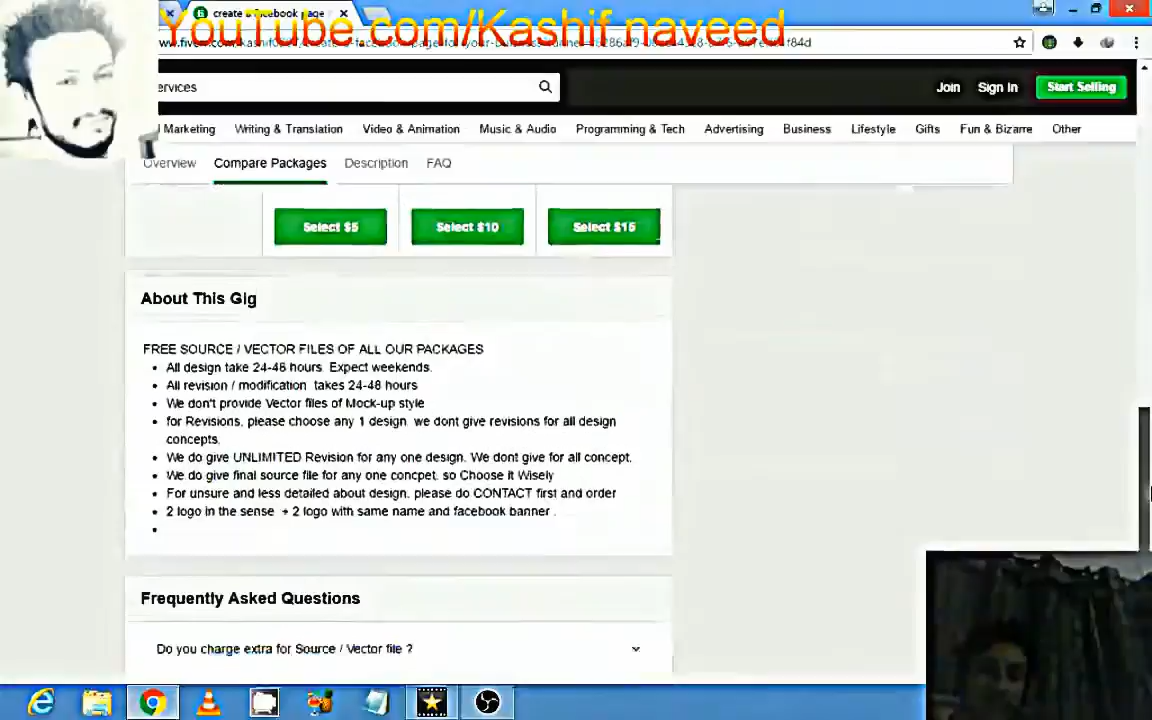 create a facebook page
YouTube.com/Kashif naveed
ervices
Join
Sign In
Start Selling
Marketing
Writing & Translation
Video & Animation
Music & Audio
Programming & Tech
Advertising
Business
Lifestyle
Gifts
Fun & Bizarre
Other
Overview
Compare Packages
Description
FAQ
Select $5
Select $10
Select $15
About This Gig
FREE SOURCE / VECTOR FILES OF ALL OUR PACKAGES
All design take 24-48 hours. Expect weekends.
All revision / modification takes 24-48 hours
We don't provide Vector files of Mock-up style
for Revisions, please choose any 1 design. we dont give revisions for all design
concepts.
We do give UNLIMITED Revision for any one design. We dont give for all concept.
We do give final source file for any one concpet. so Choose it Wisely
For unsure and less detailed about design, please do CONTACT first and order
2 logo in the sense + 2 logo with same name and facebook banner .
Frequently Asked Questions
Do you charge extra for Source / Vector file ?